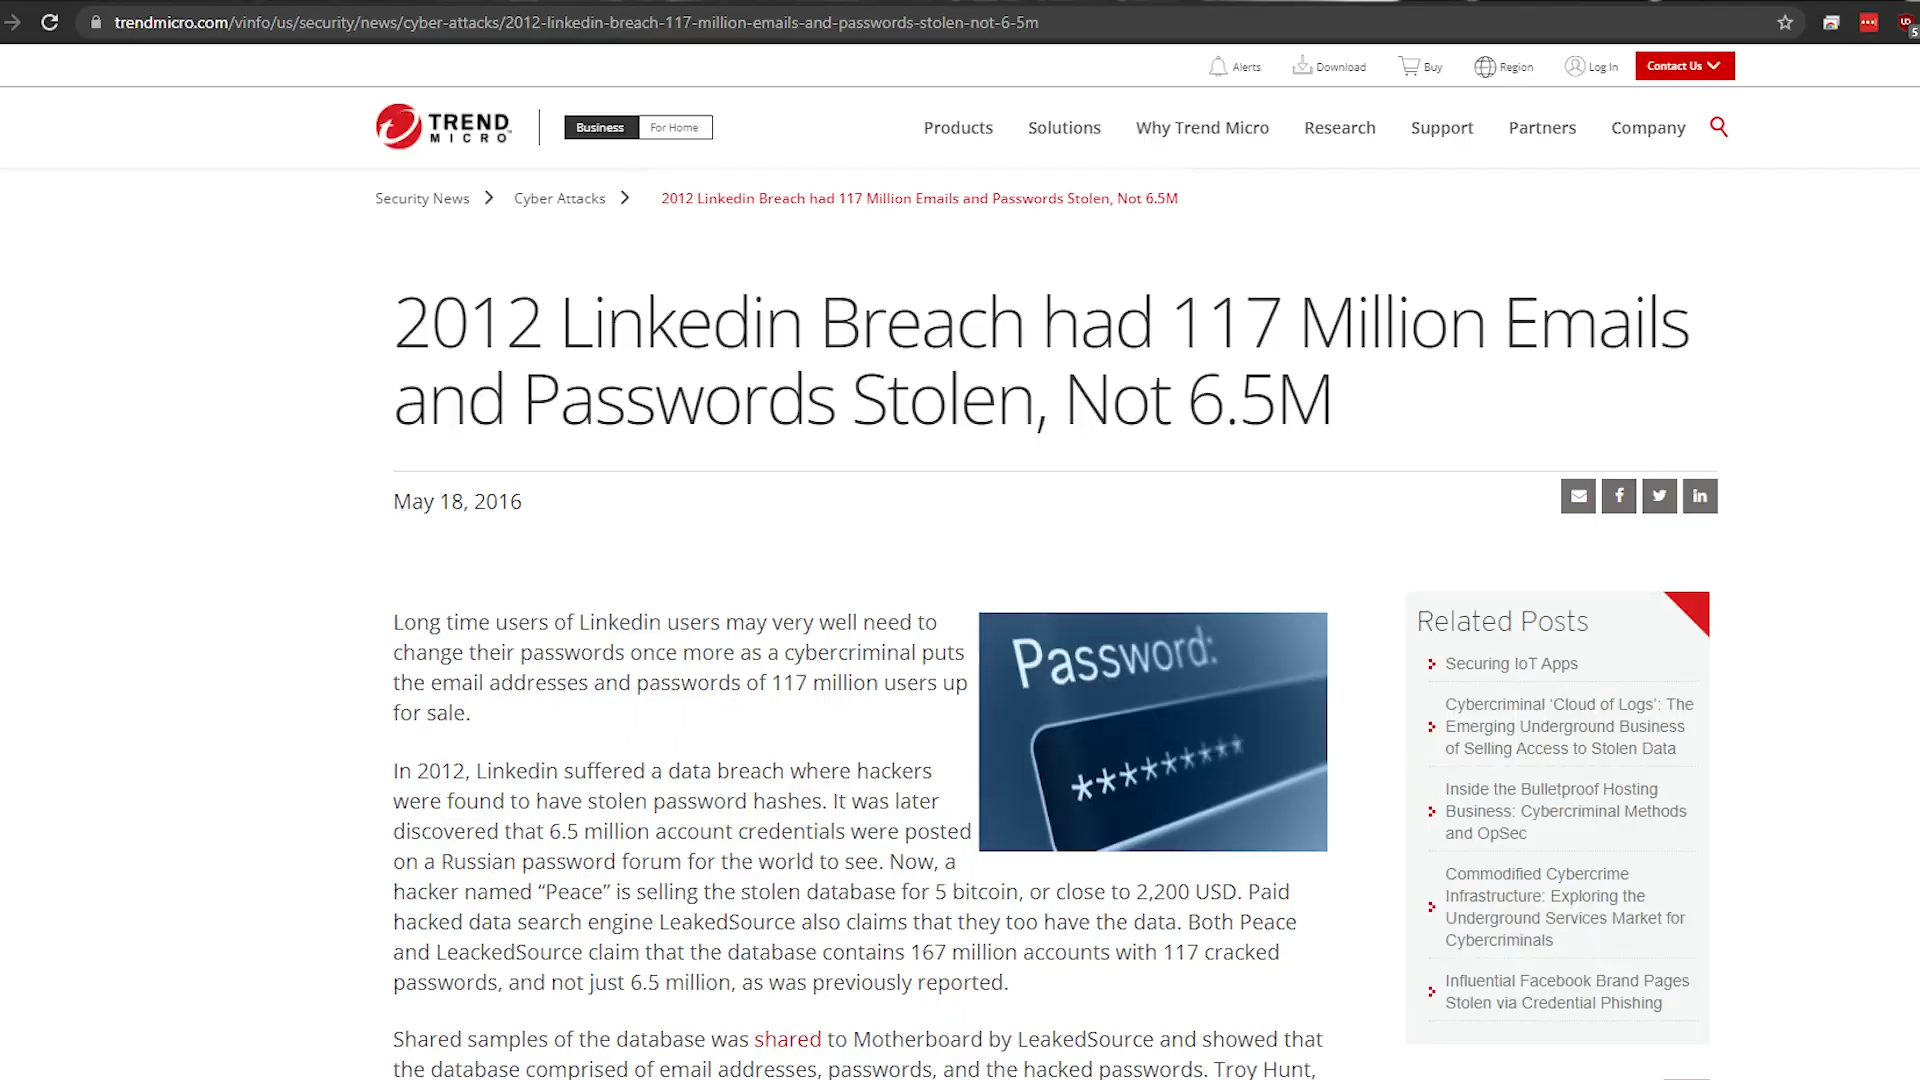 trendmicro.com/vinfo/us/security/news/cyber-attacks/2012-linkedin-breach-117-million-emails-and-passwords-stolen-not-6-5m
5
Alerts Download Buy Region Log In Contact Us
TREND MICRO Business For Home Products Solutions Why Trend Micro Research Support Partners Company
Security News Cyber Attacks 2012 Linkedin Breach had 117 Million Emails and Passwords Stolen, Not 6.5M
2012 Linkedin Breach had 117 Million Emails
and Passwords Stolen, Not 6.5M
May 18, 2016
Long time users of Linkedin users may very well need to
change their passwords once more as a cybercriminal puts
the email addresses and passwords of 117 million users up
for sale.
Password:
*********
In 2012, Linkedin suffered a data breach where hackers
were found to have stolen password hashes. It was later
discovered that 6.5 million account credentials were posted
on a Russian password forum for the world to see. Now, a
hacker named “Peace” is selling the stolen database for 5 bitcoin, or close to 2,200 USD. Paid
hacked data search engine LeakedSource also claims that they too have the data. Both Peace
and LeackedSource claim that the database contains 167 million accounts with 117 cracked
passwords, and not just 6.5 million, as was previously reported.
Shared samples of the database was shared to Motherboard by LeakedSource and showed that
the database comprised of email addresses, passwords, and the hacked passwords. Troy Hunt,
Related Posts
Securing IoT Apps
Cybercriminal ‘Cloud of Logs’: The
Emerging Underground Business
of Selling Access to Stolen Data
Inside the Bulletproof Hosting
Business: Cybercriminal Methods
and OpSec
Commodified Cybercrime
Infrastructure: Exploring the
Underground Services Market for
Cybercriminals
Influential Facebook Brand Pages
Stolen via Credential Phishing